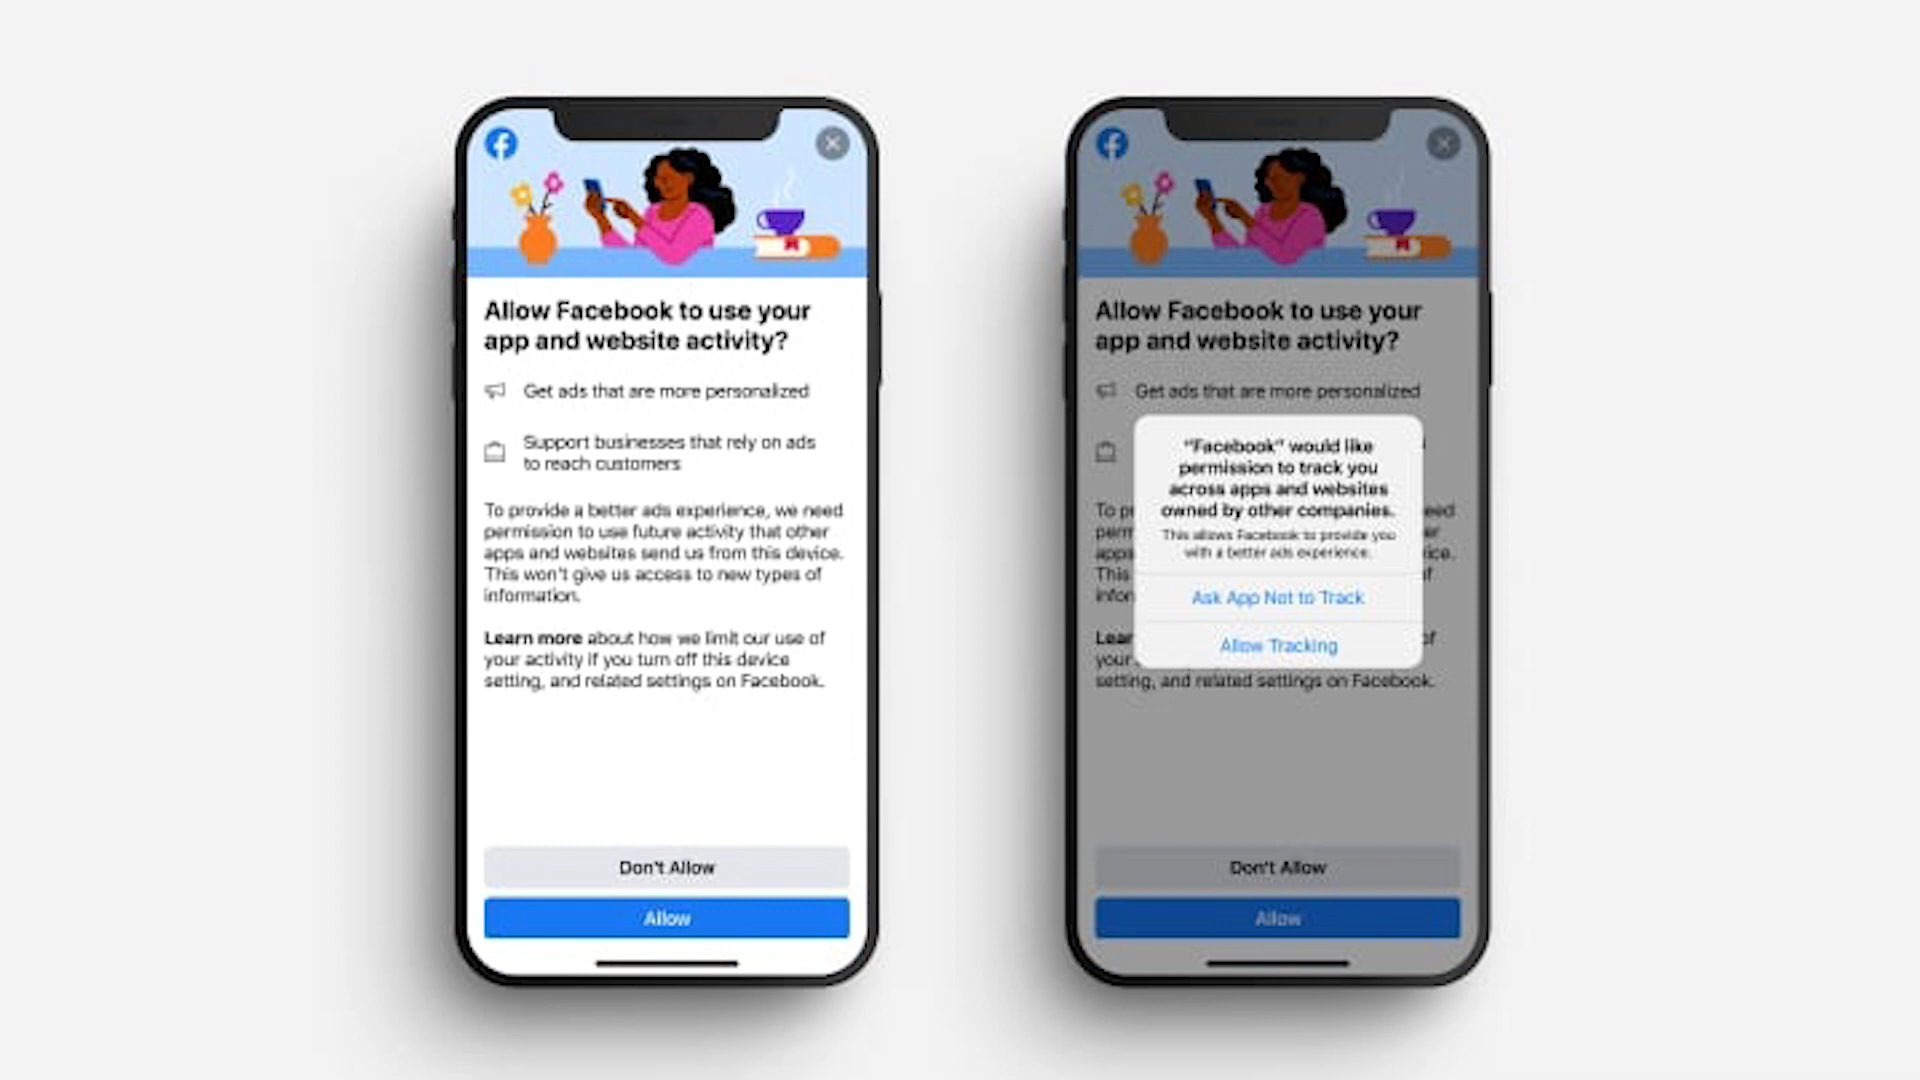 Allow Facebook to use your
app and website activity?
Get ads that are more personalized
Support businesses that rely on ads
to reach customers
To provide a better ads experience, we need
permission to use future activity that other
apps and websites send us from this device.
This won't give us access to new types of
information.
Learn more about how we limit our use of
your activity if you turn off this device
setting, and related settings on Facebook.
Don't Allow
Allow
Allow Facebook to use your
app and website activity?
Get ads that are more personalized
"Facebook" would like
permission to track you
across apps and websites
owned by other companies.
This allows Facebook to provide you
with a better ads experience.
Ask App Not to Track
Allow Tracking
setting, and related settings on Facebook.
Don't Allow
Allow